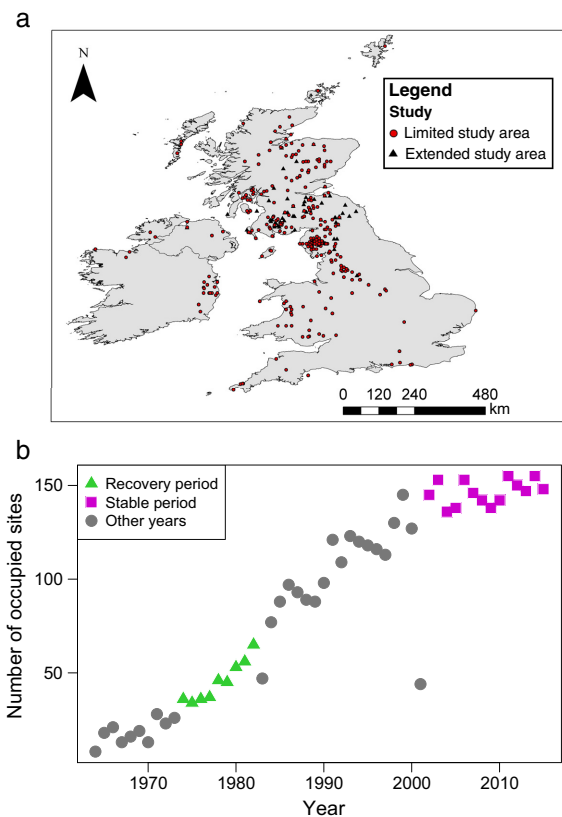 a
N
Legend
Study
Limited study area
Extended study area
0 120 240 480
km
b
Recovery period
Stable period
Other years
150
100
50
Number of occupied sites
1970 1980 1990 2000 2010
Year